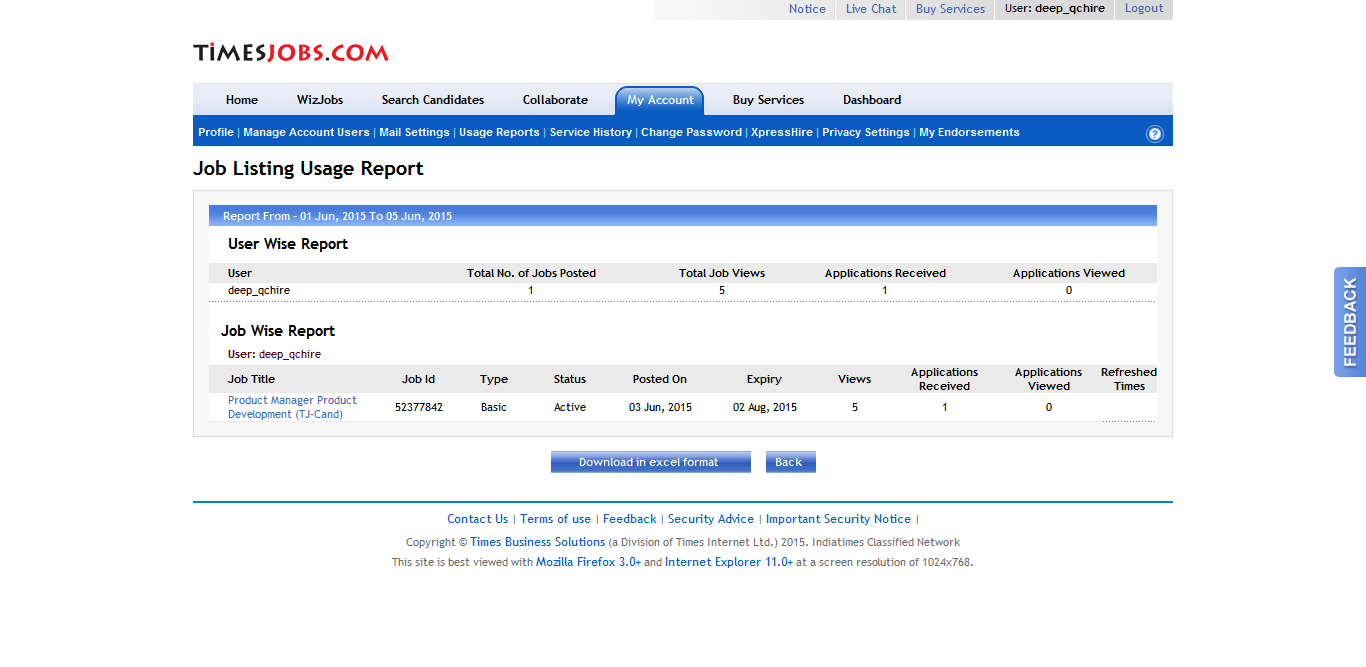 Notice Live Chat Buy Services User: deep_qchire Logout
TiMESJOBS.COM
Home WizJobs Search Candidates Collaborate My Account Buy Services Dashboard
Profile | Manage Account Users | Mail Settings | Usage Reports | Service History | Change Password | XpressHire | Privacy Settings | My Endorsements ?
Job Listing Usage Report
Report From - 01 Jun, 2015 To 05 Jun, 2015
User Wise Report
User Total No. of Jobs Posted Total Job Views Applications Received Applications Viewed
deep_qchire 1 5 1 0
Job Wise Report
User: deep_qchire
Job Title Job Id Type Status Posted On Expiry Views Applications Received Applications Viewed Refreshed Times
Product Manager Product Development (TJ-Cand) 52377842 Basic Active 03 Jun, 2015 02 Aug, 2015 5 1 0
Download in excel format Back
Contact Us | Terms of use | Feedback | Security Advice | Important Security Notice |
Copyright © Times Business Solutions (a Division of Times Internet Ltd.) 2015. Indiatimes Classified Network
This site is best viewed with Mozilla Firefox 3.0+ and Internet Explorer 11.0+ at a screen resolution of 1024x768.
FEEDBACK